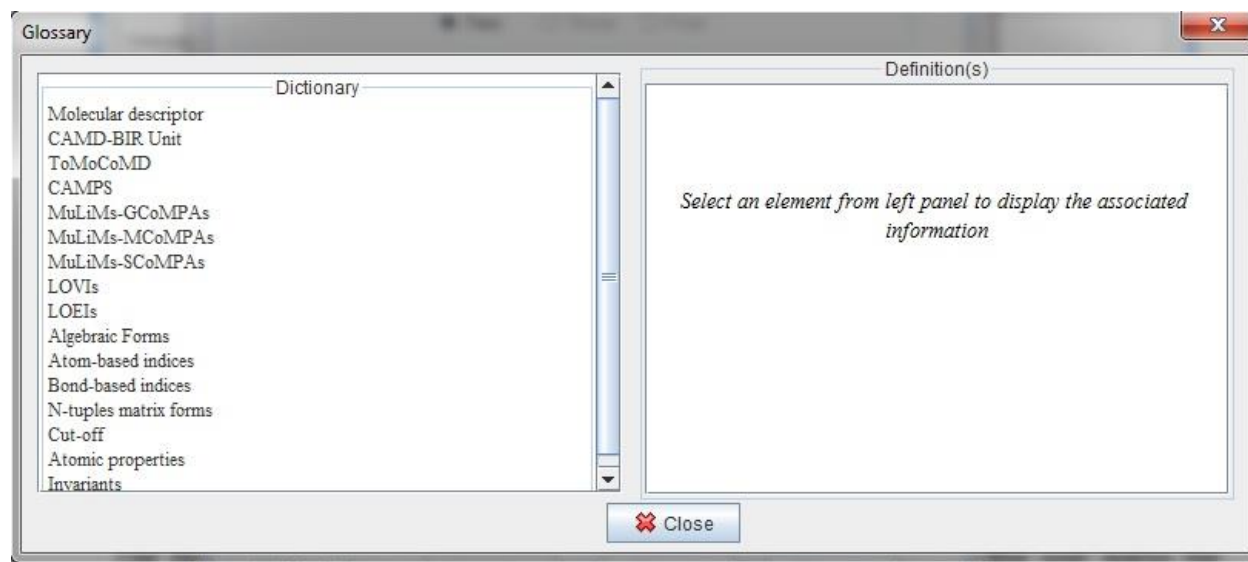 Glossary
Dictionary
Molecular descriptor
CAMD-BIR Unit
ToMoCoMD
CAMPS
MuLiMs-GCoMPAs
MuLiMs-MCoMPAs
MuLiMs-SCoMPAs
LOVIs
LOEIs
Algebraic Forms
Atom-based indices
Bond-based indices
N-tuples matrix forms
Cut-off
Atomic properties
Invariants
Definition(s)
Select an element from left panel to display the associated
information
Close